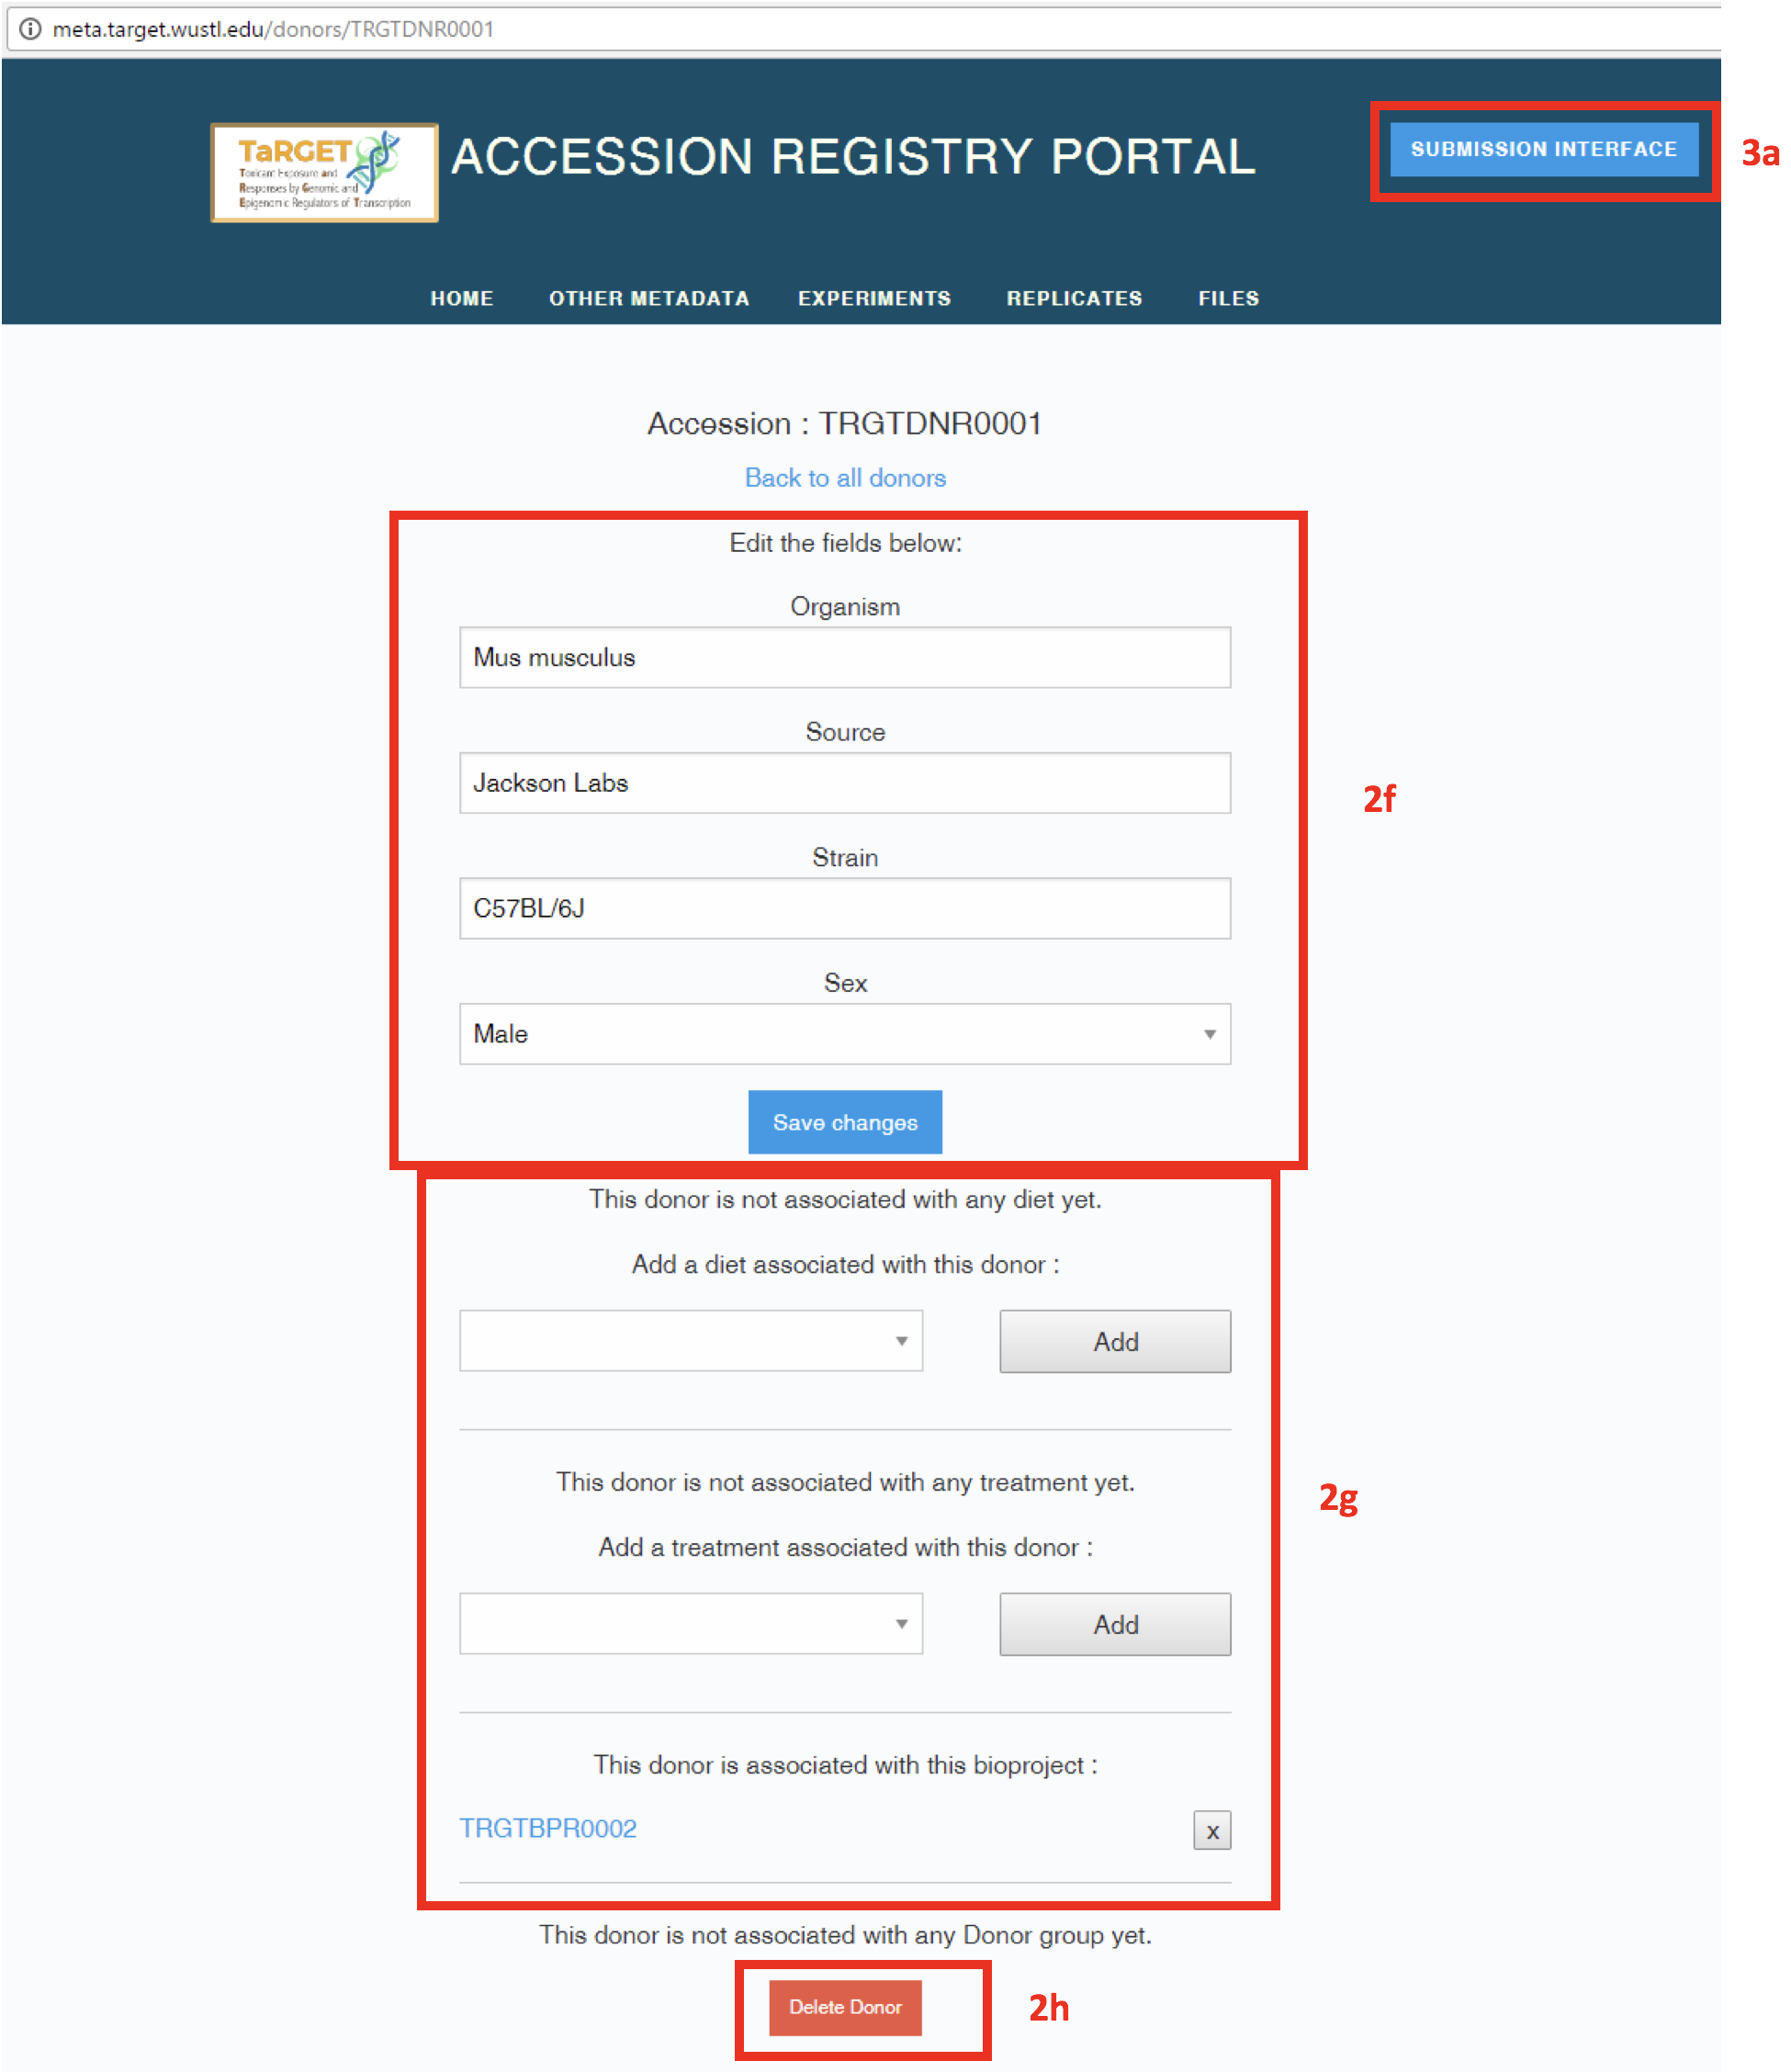 meta.target.wustl.edu/donors/TRGTDNR0001
TaRGET
Toxicant Exposure and
Responses by Genomic and
Epigenomic Regulators of Transcription
ACCESSION REGISTRY PORTAL
SUBMISSION INTERFACE
3a
HOME OTHER METADATA EXPERIMENTS REPLICATES FILES
Accession : TRGTDNR0001
Back to all donors
Edit the fields below:
Organism
Mus musculus
Source
Jackson Labs
2f
Strain
C57BL/6J
Sex
Male
Save changes
This donor is not associated with any diet yet.
Add a diet associated with this donor :
Add
This donor is not associated with any treatment yet.
2g
Add a treatment associated with this donor :
Add
This donor is associated with this bioproject :
TRGTBPR0002 x
This donor is not associated with any Donor group yet.
Delete Donor
2h